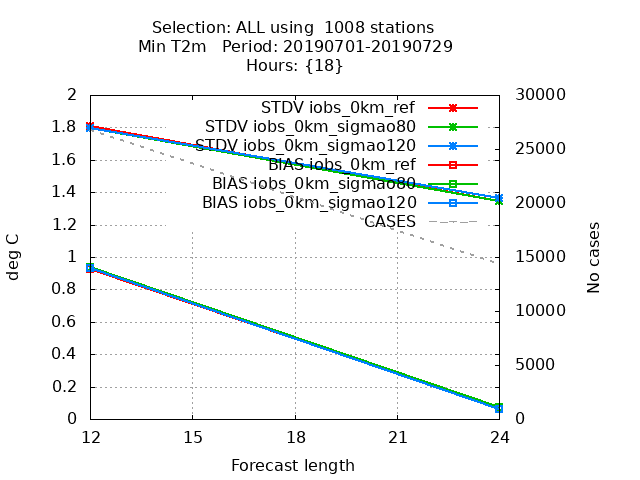 Selection: ALL using  1008 stations
Min T2m   Period: 20190701-20190729
Hours: {18}
2
1.8
1.6
1.4
1.2
1
0.8
0.6
0.4
0.2
0
deg C
30000
25000
20000
15000
10000
5000
0
No cases
STDV iobs_0km_ref
STDV iobs_0km_sigmao80
STDV iobs_0km_sigmao120
BIAS iobs_0km_ref
BIAS iobs_0km_sigmao80
BIAS iobs_0km_sigmao120
CASES
12 15 18 21 24
Forecast length